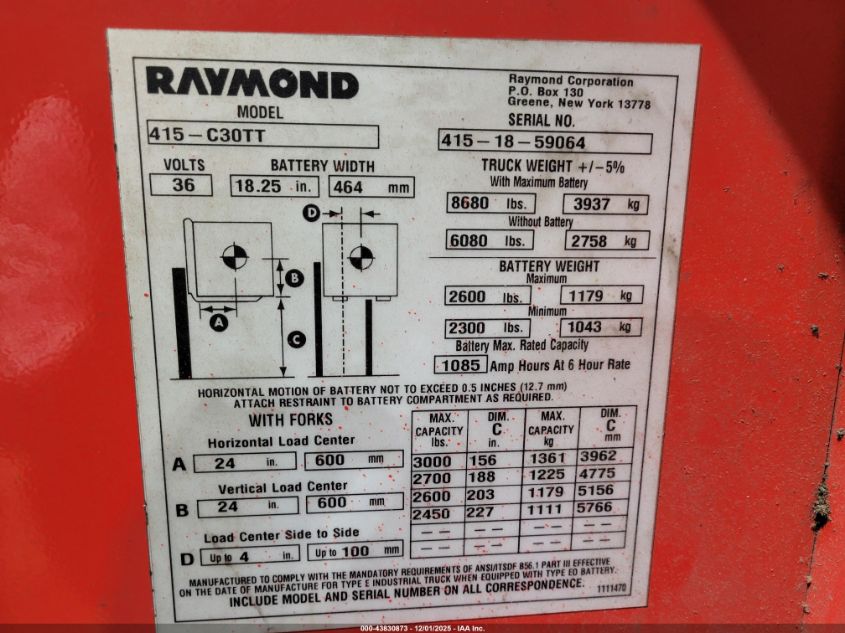 RAYMOND
Raymond Corporation
P.O. Box 130
Greene, New York 13778
MODEL
415-C30TT
SERIAL NO.
415-18-59064
VOLTS
36
BATTERY WIDTH
18.25 in. 464 mm
TRUCK WEIGHT +/-5%
With Maximum Battery
8680 lbs. 3937 kg
Without Battery
6080 lbs. 2758 kg
BATTERY WEIGHT
Maximum
2600 lbs. 1179 kg
Minimum
2300 lbs. 1043 kg
Battery Max. Rated Capacity
1085 Amp Hours At 6 Hour Rate
D
B
A
C
HORIZONTAL MOTION OF BATTERY NOT TO EXCEED 0.5 INCHES (12.7 mm)
ATTACH RESTRAINT TO BATTERY COMPARTMENT AS REQUIRED.
WITH FORKS
Horizontal Load Center
A 24 in. 600 mm
Vertical Load Center
B 24 in. 600 mm
Load Center Side to Side
D Up to 4 in. Up to 100 mm
MAX. CAPACITY lbs. DIM. C in. MAX. CAPACITY kg DIM. C mm
3000 156 1361 3962
2700 188 1225 4775
2600 203 1179 5156
2450 227 1111 5766
-- -- -- --
-- -- -- --
MANUFACTURED TO COMPLY WITH THE MANDATORY REQUIREMENTS OF ANSI/ITSDF B56.1 PART III EFFECTIVE
ON THE DATE OF MANUFACTURE FOR TYPE E INDUSTRIAL TRUCK WHEN EQUIPPED WITH TYPE EO BATTERY.
INCLUDE MODEL AND SERIAL NUMBER ON ALL CORRESPONDENCE.
1111470
000-43830873 - 12/01/2025 - IAA Inc.